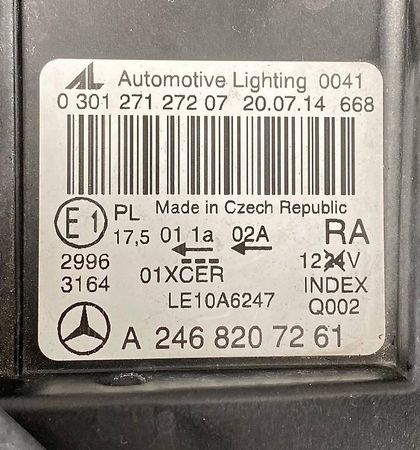 AL Automotive Lighting 0041
0 301 271 272 07 20.07.14 668
Made in Czech Republic
E1 PL 17,5 01 1a 02A RA
2996 01XCER 1224V
3164 LE10A6247 INDEX
Q002
A 246 820 72 61